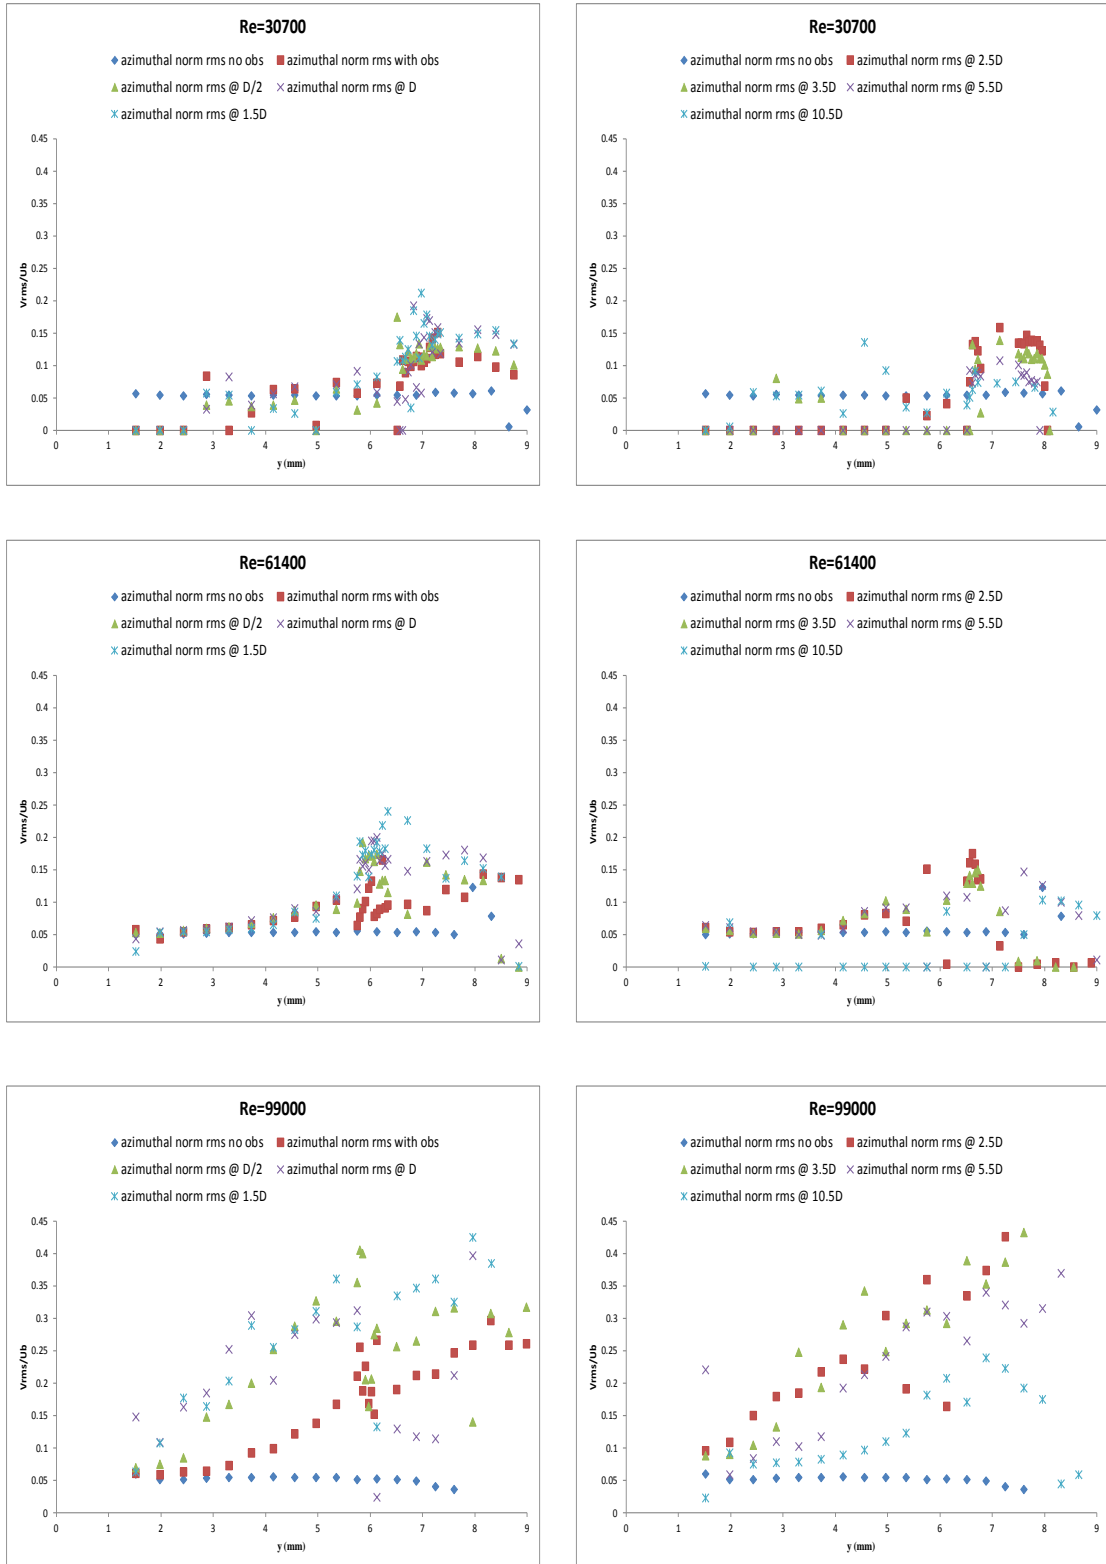 Re=30700
azimuthal norm rms no obs azimuthal norm rms with obs
azimuthal norm rms @ D/2 azimuthal norm rms @ D
azimuthal norm rms @ 1.5D
0.45
0.4
0.35
0.3
0.25
0.2
0.15
0.1
0.05
0
Vrms/Ub
0 1 2 3 4 5 6 7 8 9
y (mm)
Re=30700
azimuthal norm rms no obs azimuthal norm rms @ 2.5D
azimuthal norm rms @ 3.5D azimuthal norm rms @ 5.5D
azimuthal norm rms @ 10.5D
0.45
0.4
0.35
0.3
0.25
0.2
0.15
0.1
0.05
0
Vrms/Ub
0 1 2 3 4 5 6 7 8 9
y (mm)
Re=61400
azimuthal norm rms no obs azimuthal norm rms with obs
azimuthal norm rms @ D/2 azimuthal norm rms @ D
azimuthal norm rms @ 1.5D
0.45
0.4
0.35
0.3
0.25
0.2
0.15
0.1
0.05
0
Vrms/Ub
0 1 2 3 4 5 6 7 8 9
y (mm)
Re=61400
azimuthal norm rms no obs azimuthal norm rms @ 2.5D
azimuthal norm rms @ 3.5D azimuthal norm rms @ 5.5D
azimuthal norm rms @ 10.5D
0.45
0.4
0.35
0.3
0.25
0.2
0.15
0.1
0.05
0
Vrms/Ub
0 1 2 3 4 5 6 7 8 9
y (mm)
Re=99000
azimuthal norm rms no obs azimuthal norm rms with obs
azimuthal norm rms @ D/2 azimuthal norm rms @ D
azimuthal norm rms @ 1.5D
0.45
0.4
0.35
0.3
0.25
0.2
0.15
0.1
0.05
0
Vrms/Ub
0 1 2 3 4 5 6 7 8 9
y (mm)
Re=99000
azimuthal norm rms no obs azimuthal norm rms @ 2.5D
azimuthal norm rms @ 3.5D azimuthal norm rms @ 5.5D
azimuthal norm rms @ 10.5D
0.45
0.4
0.35
0.3
0.25
0.2
0.15
0.1
0.05
0
Vrms/Ub
0 1 2 3 4 5 6 7 8 9
y (mm)